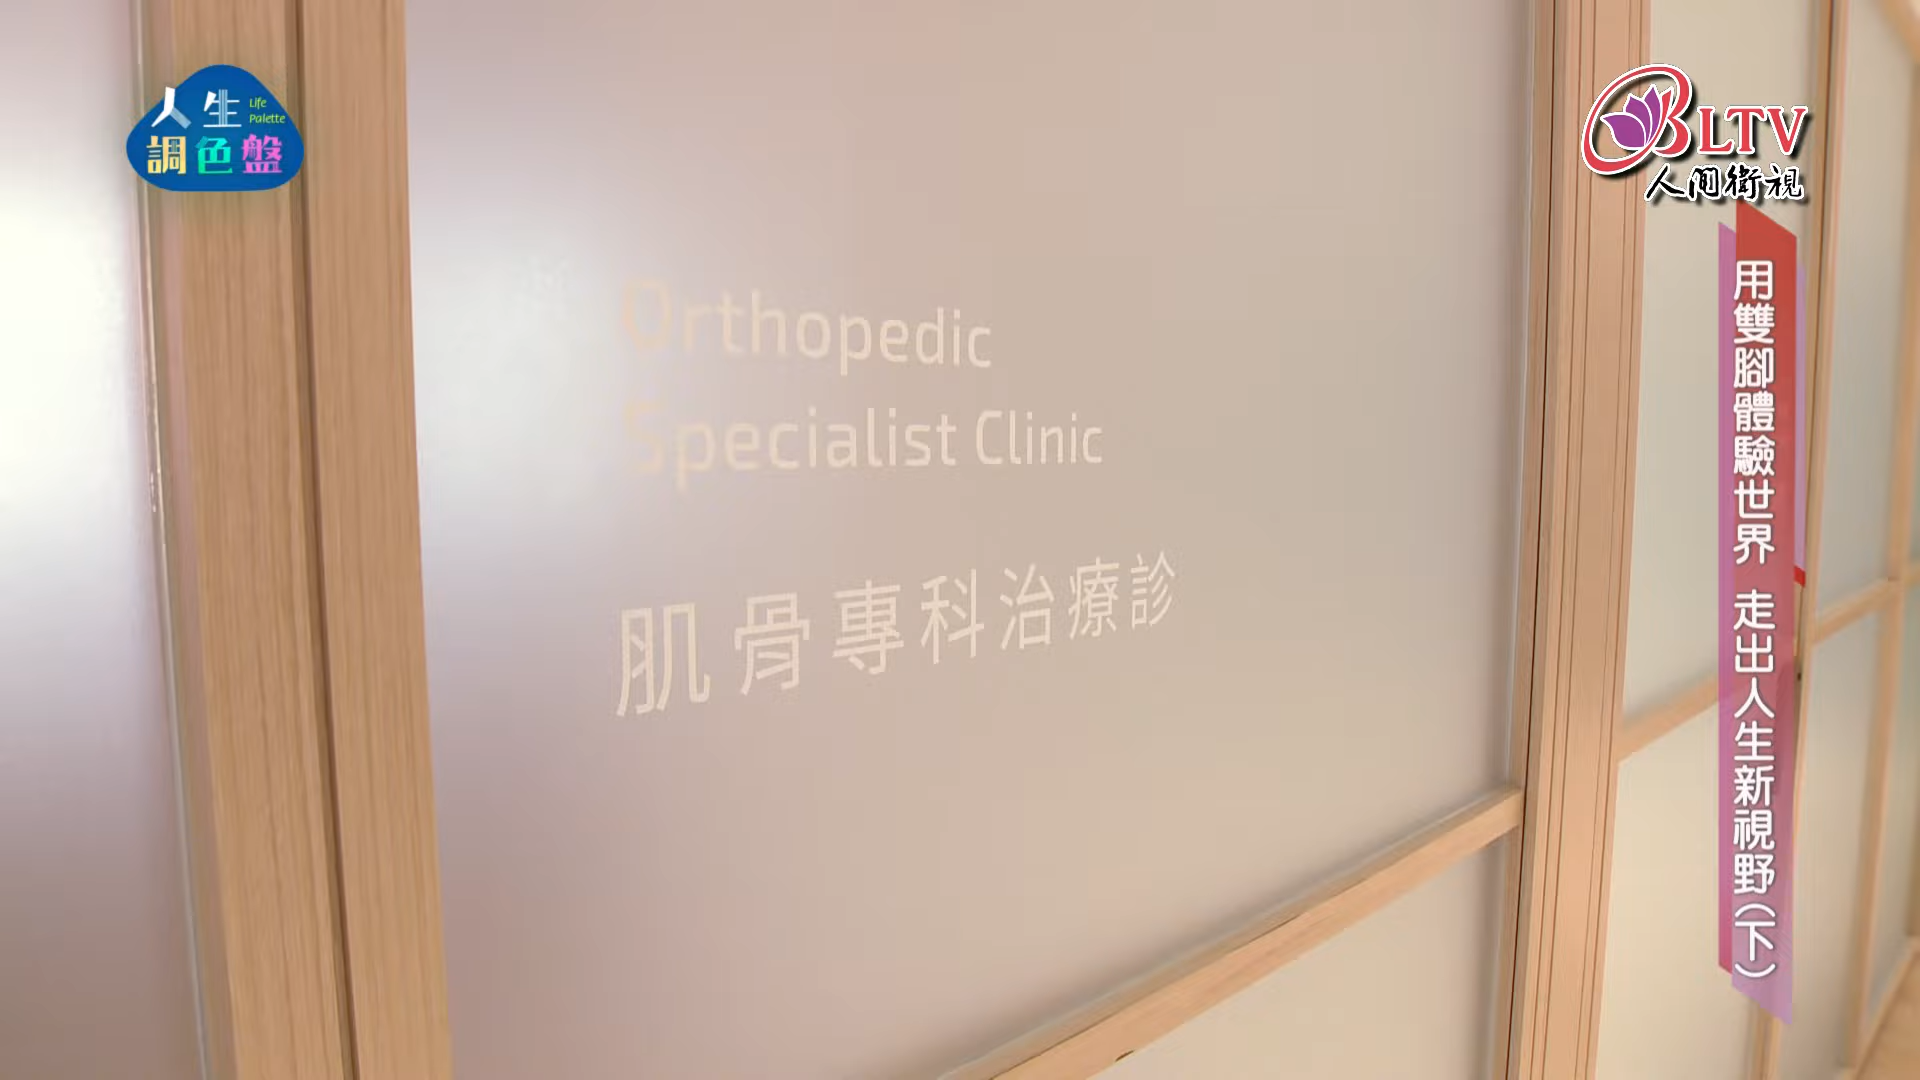 人生
Life
Palette
調色盤
BLTV
人間衛視
Orthopedic
Specialist Clinic
肌骨專科治療診
用雙腳體驗世界 走出人生新視野(下)